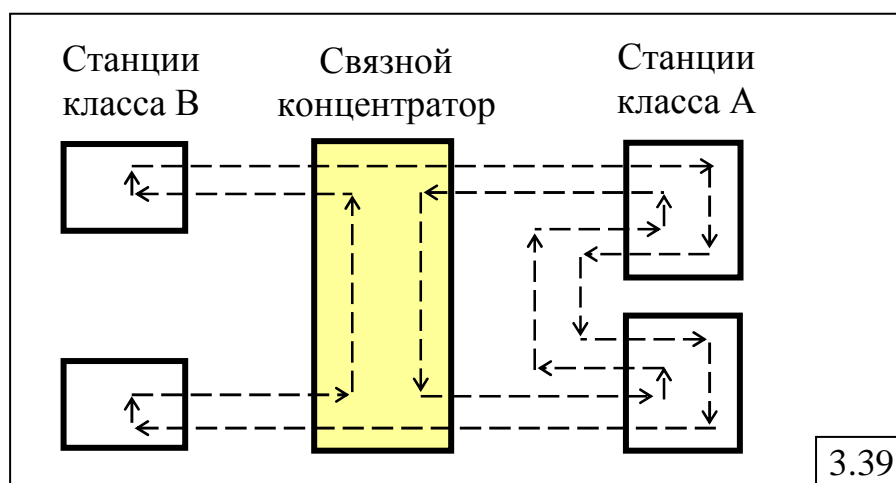 Станции
класса В
Связной
концентратор
Станции
класса А
3.39